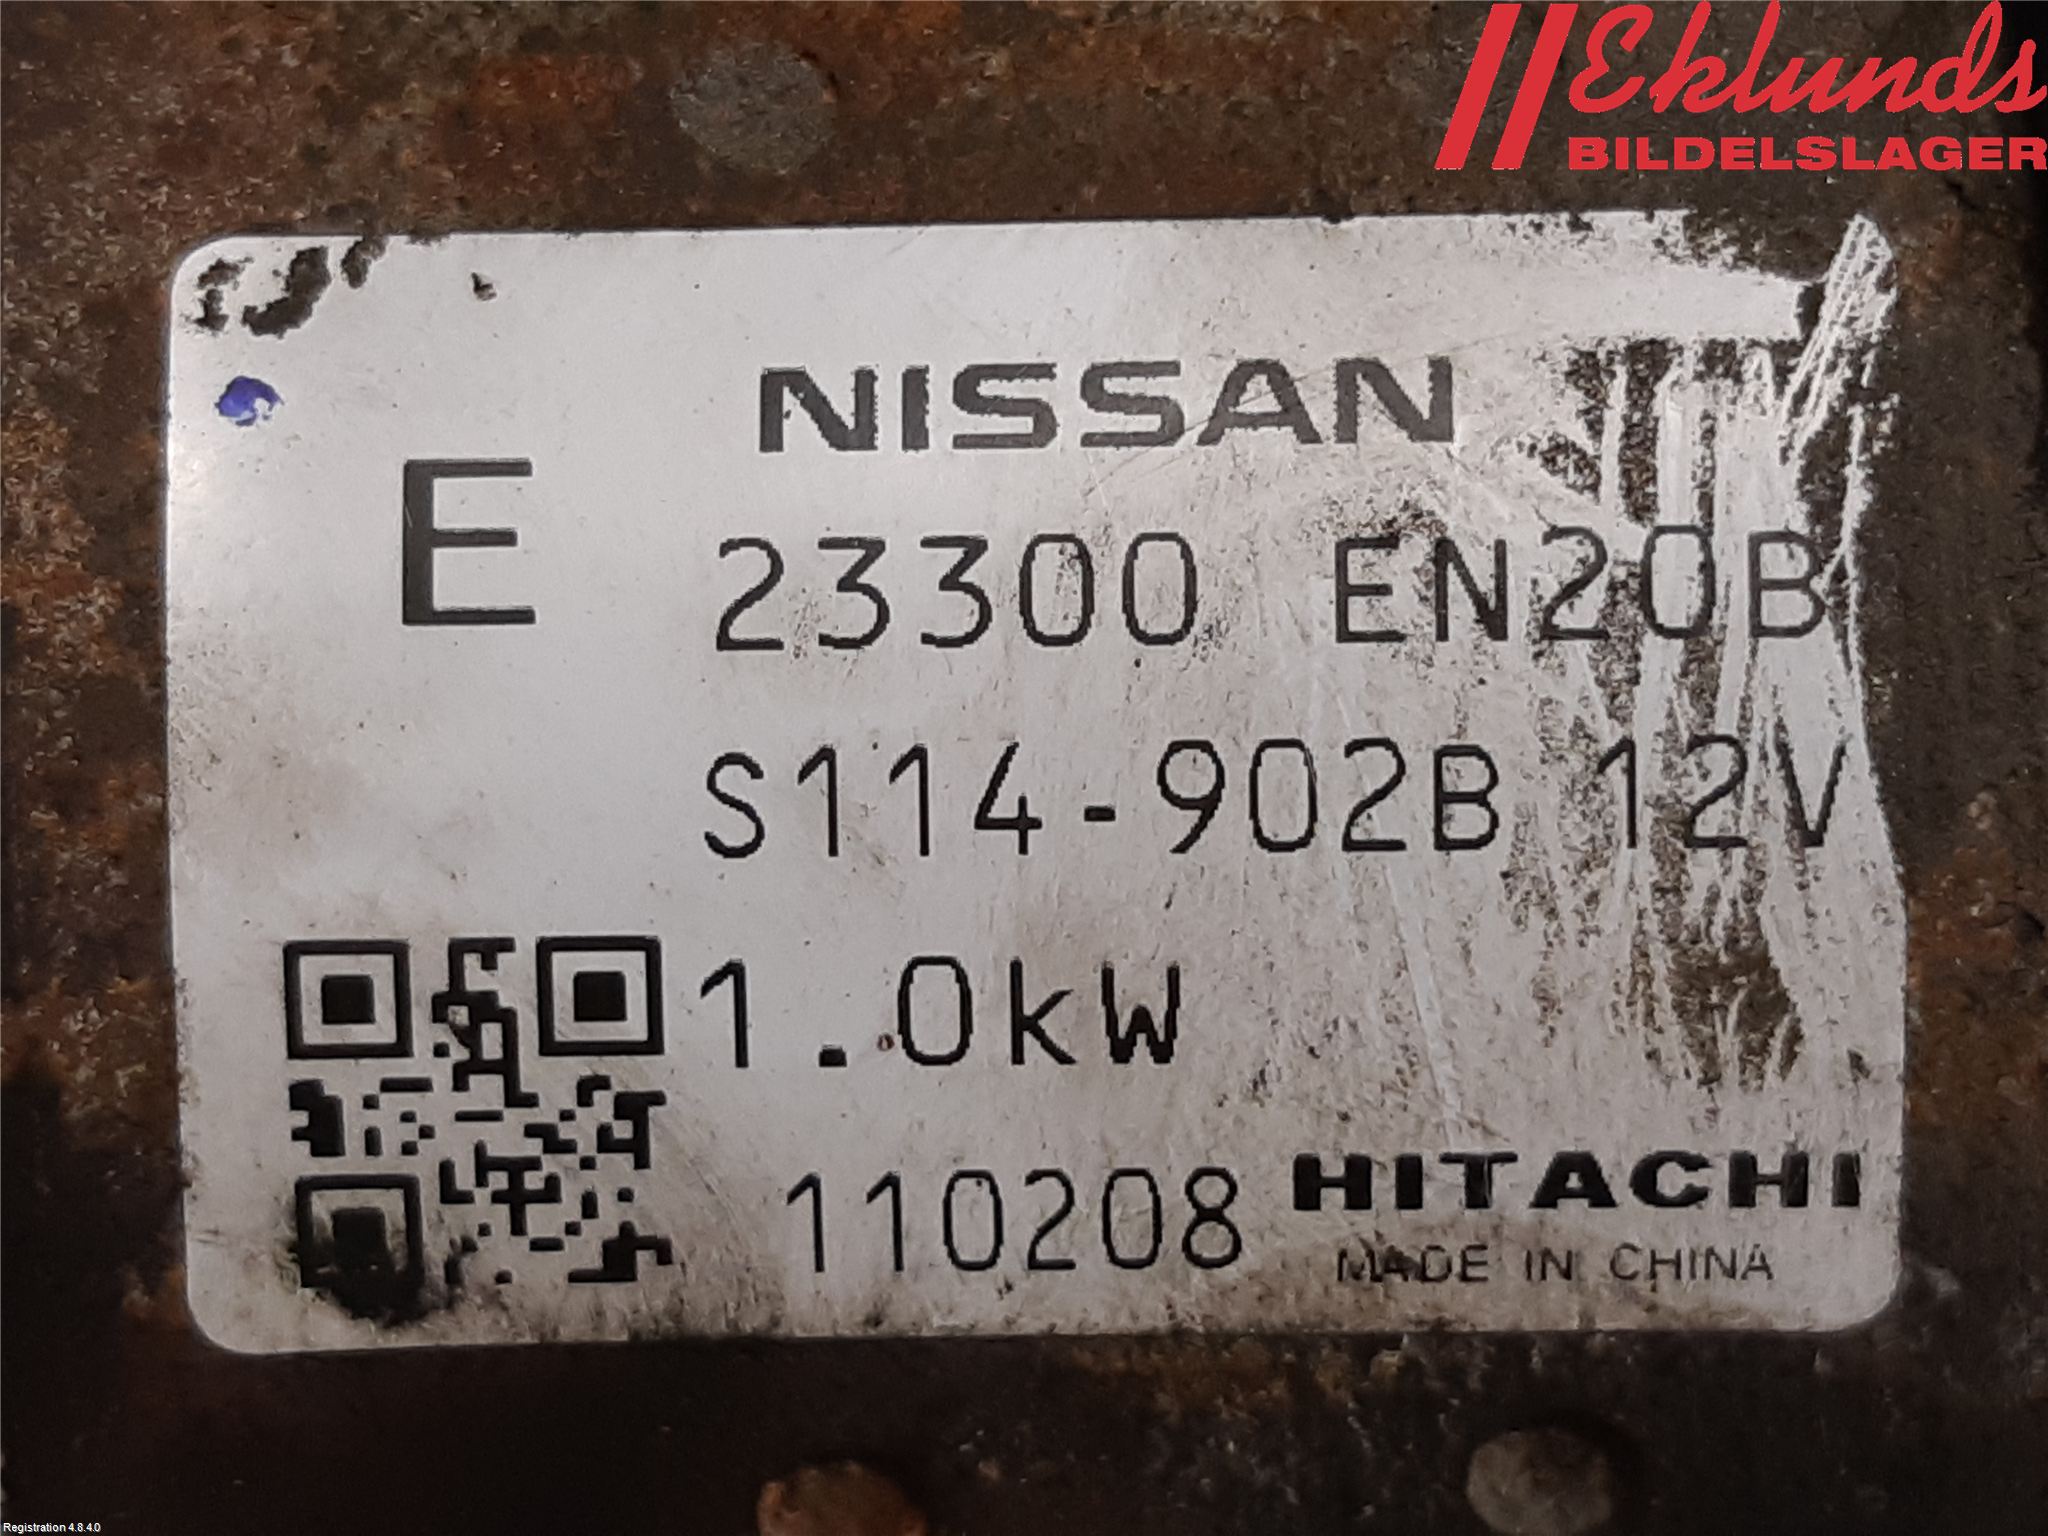 Eklunds
BILDELSLAGER
NISSAN
E
23300 EN20B
S114-902B 12V
1.0kW
110208
HITACHI
MADE IN CHINA
Registration 4.8.4.0